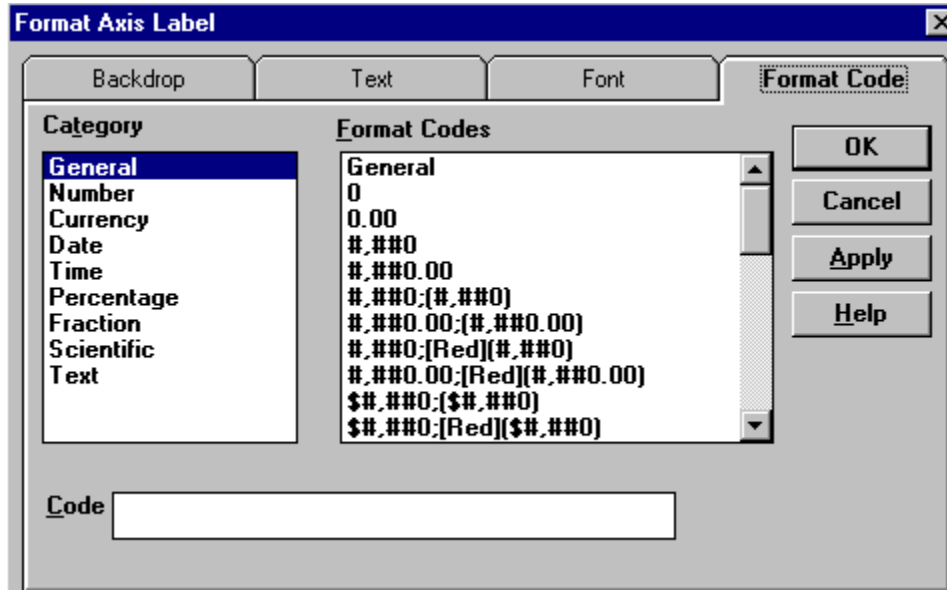 Format Axis Label
Backdrop
Text
Font
Format Code
Category
General
Number
Currency
Date
Time
Percentage
Fraction
Scientific
Text
Format Codes
General
0
0.00
#,##0
#,##0.00
#,##0;(#,##0)
#,##0.00;(#,##0.00)
#,##0;[Red](#,##0)
#,##0.00;[Red](#,##0.00)
$#,##0;($#,##0)
$#,##0;[Red]($#,##0)
OK
Cancel
Apply
Help
Code